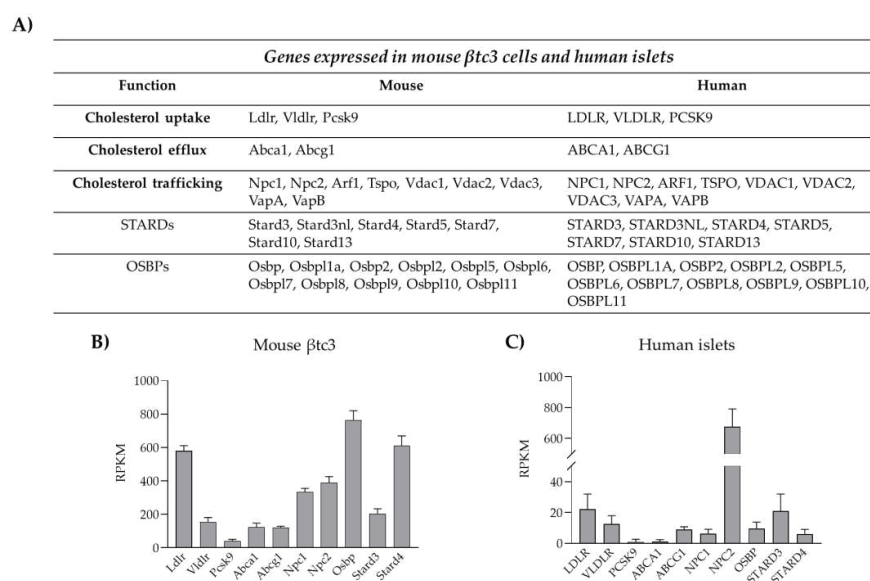 A)
Genes expressed in mouse βtc3 cells and human islets
Function Mouse Human
Cholesterol uptake Ldlr, Vldlr, Pcsk9 LDLR, VLDLR, PCSK9
Cholesterol efflux Abca1, Abcg1 ABCA1, ABCG1
Cholesterol trafficking Npc1, Npc2, Arf1, Tspo, Vdac1, Vdac2, Vdac3, NPC1, NPC2, ARF1, TSPO, VDAC1, VDAC2,
VapA, VapB VDAC3, VAPA, VAPB
STARDs Stard3, Stard3nl, Stard4, Stard5, Stard7, STARD3, STARD3NL, STARD4, STARD5,
Stard10, Stard13 STARD7, STARD10, STARD13
OSBPs Osbp, Osbpl1a, Osbp2, Osbpl2, Osbpl5, Osbpl6, OSBP, OSBPL1A, OSBP2, OSBPL2, OSBPL5,
Osbpl7, Osbpl8, Osbpl9, Osbpl10, Osbpl11 OSBPL6, OSBPL7, OSBPL8, OSBPL9, OSBPL10,
OSBPL11
B) Mouse βtc3
RPKM
1000
800
600
400
200
0
Ldlr Vldlr Pcsk9 Abca1 Abcg1 Npc1 Npc2 Osbp Stard3 Stard4
C) Human islets
RPKM
1000
800
600
40
20
0
LDLR VLDLR PCSK9 ABCA1 ABCG1 NPC1 NPC2 OSBP STARD3 STARD4